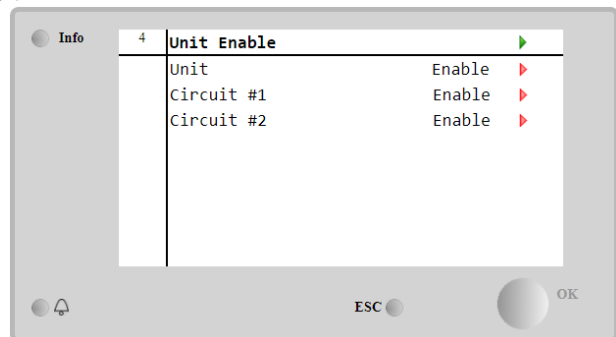 Info
4 Unit Enable
Unit Enable
Circuit #1 Enable
Circuit #2 Enable
ESC
OK